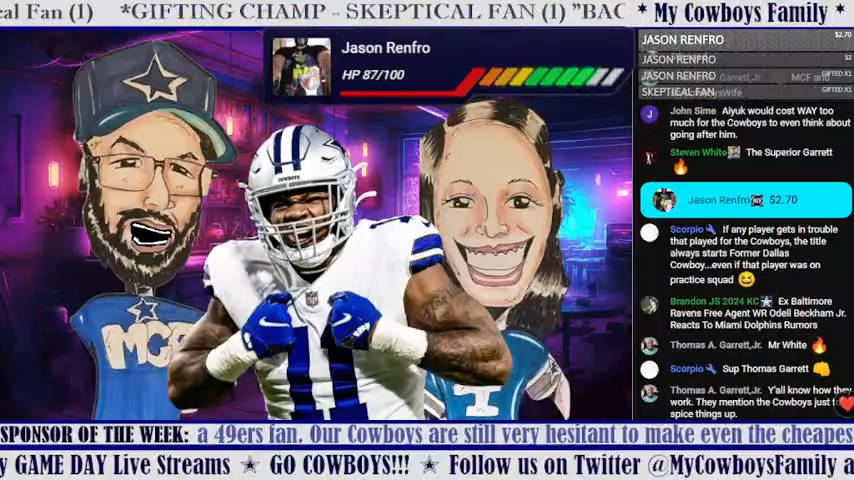 cal Fan (1) *GIFTING CHAMP - SKEPTICAL FAN (1) "BAC
* My Cowboys Family *
Jason Renfro
HP 87/100
COWBOYS
11
MCF
JASON RENFRO $2.70
JASON RENFRO $2
JASON RENFRO GIFTED X1
SKEPTICAL FAN GIFTED X1
J John Sime Aiyuk would cost WAY too
much for the Cowboys to even think about
going after him.
Steven White The Superior Garrett
🔥
Jason Renfro $2.70
Scorpio If any player gets in trouble
that played for the Cowboys, the title
always starts Former Dallas
Cowboy...even if that player was on
practice squad 😆
Brandon JS 2024 KC Ex Baltimore
Ravens Free Agent WR Odell Beckham Jr.
Reacts To Miami Dolphins Rumors
Thomas A. Garrett,Jr. Mr White 🔥
Scorpio Sup Thomas Garrett 👊
Thomas A. Garrett,Jr. Y'all know how they
work. They mention the Cowboys just to
spice things up.
SPONSOR OF THE WEEK: a 49ers fan. Our Cowboys are still very hesitant to make even the cheapes
y GAME DAY Live Streams ★ GO COWBOYS!!! ★ Follow us on Twitter @MyCowboysFamily a